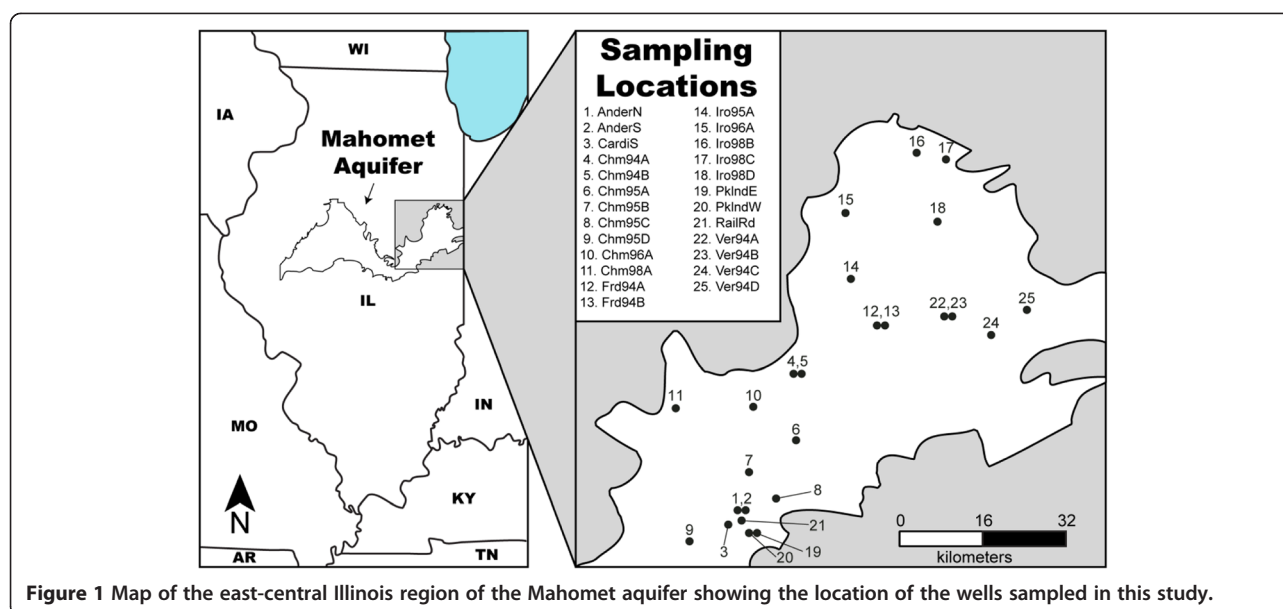 WI
IA
Mahomet
Aquifer
IL
IN
MO
KY
N
AR
TN
Sampling
Locations
1. AnderN
2. AnderS
3. CardiS
4. Chm94A
5. Chm94B
6. Chm95A
7. Chm95B
8. Chm95C
9. Chm95D
10. Chm96A
11. Chm98A
12. Frd94A
13. Frd94B
14. Iro95A
15. Iro96A
16. Iro98B
17. Iro98C
18. Iro98D
19. PkIndE
20. PkIndW
21. RailRd
22. Ver94A
23. Ver94B
24. Ver94C
25. Ver94D
16
17
15
18
14
12,13
22,23
25
24
4,5
11
10
6
7
8
1,2
21
9
3
20
19
0 16 32
kilometers
Figure 1 Map of the east-central Illinois region of the Mahomet aquifer showing the location of the wells sampled in this study.